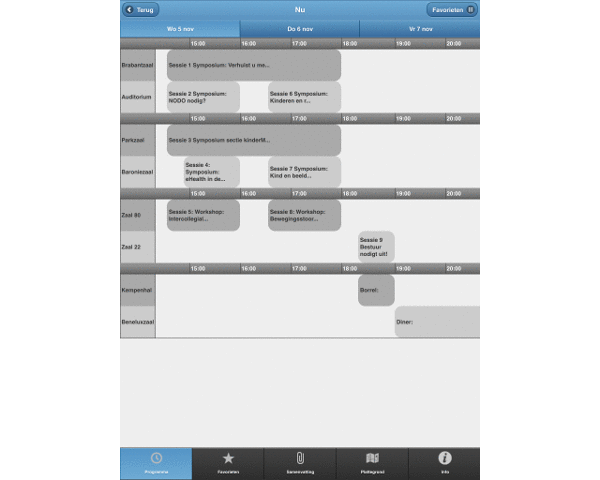 Terug
Nu
Favorieten
Wo 5 nov
Do 6 nov
Vr 7 nov
15:00 16:00 17:00 18:00 19:00 20:00
Brabantzaal
Sessie 1 Symposium: Verhuist u me...
Auditorium
Sessie 2 Symposium:
NODO nodig?
Sessie 6 Symposium:
Kinderen en r...
15:00 16:00 17:00 18:00 19:00 20:00
Parkzaal
Sessie 3 Symposium sectie kinderM...
Baroniezaal
Sessie 4:
Symposium:
eHealth in de...
Sessie 7 Symposium:
Kind en beeld...
15:00 16:00 17:00 18:00 19:00 20:00
Zaal 80
Sessie 5: Workshop:
Intercollegial...
Sessie 8: Workshop:
Bewegingsstoor...
Zaal 22
Sessie 9
Bestuur
nodigt uit!
15:00 16:00 17:00 18:00 19:00 20:00
Kempenhal
Borrel:
Beneluxzaal
Diner:
Programma
Favorieten
Samenvatting
Plattegrond
Info